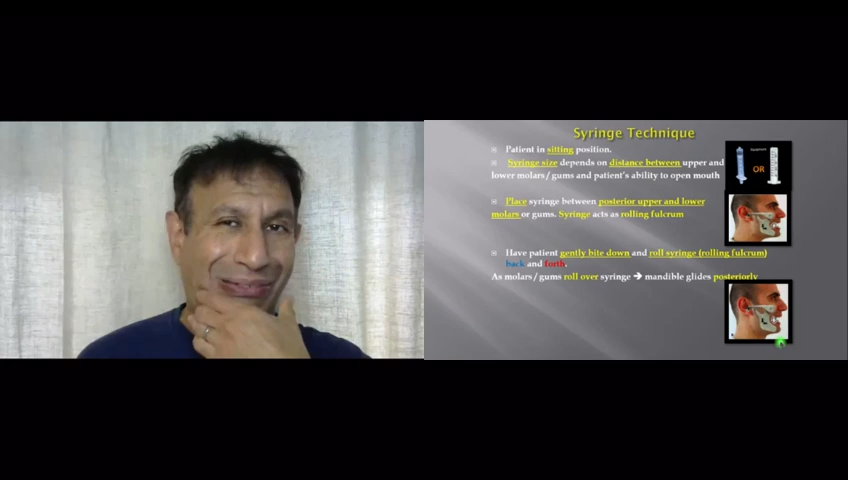 Syringe Technique
Patient in sitting position.
Syringe size depends on distance between upper and
lower molars / gums and patient's ability to open mouth
OR
Place syringe between posterior upper and lower
molars or gums. Syringe acts as rolling fulcrum
Have patient gently bite down and roll syringe (rolling fulcrum)
back and forth.
As molars / gums roll over syringe → mandible glides posteriorly